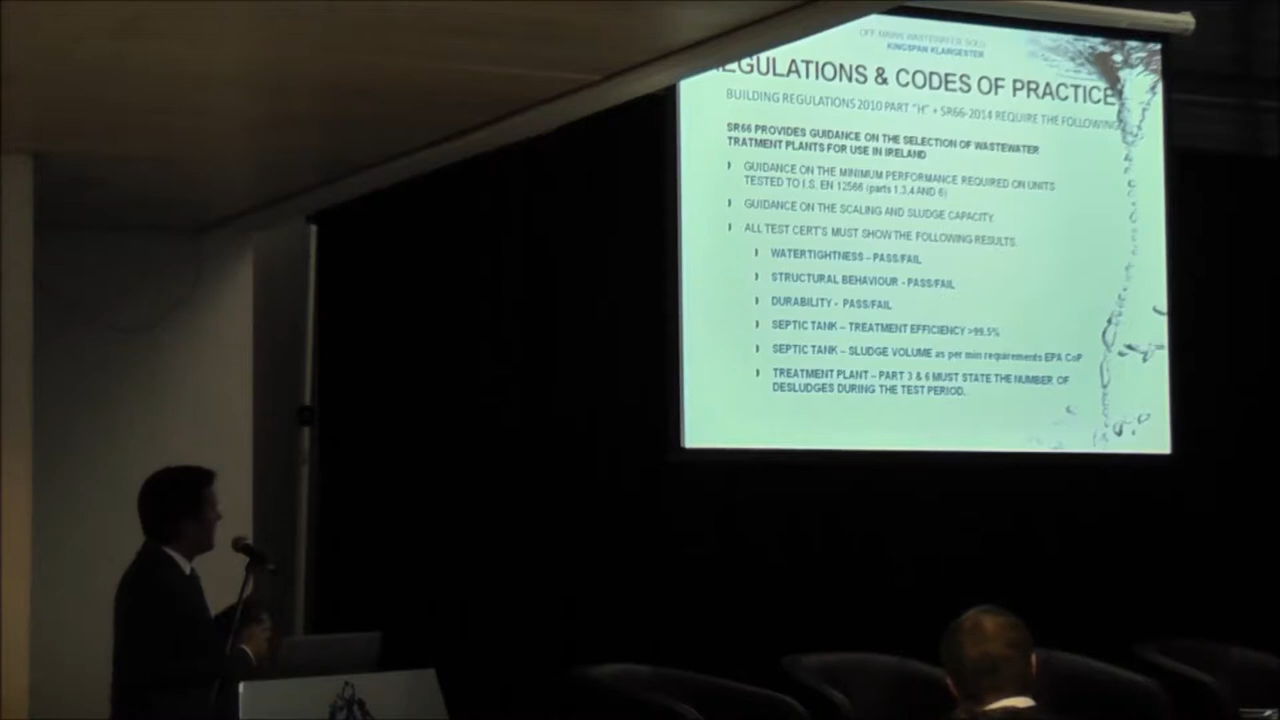 OFF MAINS WASTEWATER
KINGSPAN KLARGESTER
EGULATIONS & CODES OF PRACTICE
BUILDING REGULATIONS 2010 PART "H" + SR66-2014 REQUIRE THE FOLLOWING
SR66 PROVIDES GUIDANCE ON THE SELECTION OF WASTEWATER
TRATMENT PLANTS FOR USE IN IRELAND
GUIDANCE ON THE MINIMUM PERFORMANCE REQUIRED ON UNITS
TESTED TO I.S. EN 12566 (parts 1,3,4 AND 6)
GUIDANCE ON THE SCALING AND SLUDGE CAPACITY.
ALL TEST CERT'S MUST SHOW THE FOLLOWING RESULTS.
WATERTIGHTNESS – PASS/FAIL
STRUCTURAL BEHAVIOUR - PASS/FAIL
DURABILITY - PASS/FAIL
SEPTIC TANK – TREATMENT EFFICIENCY >99.5%
SEPTIC TANK – SLUDGE VOLUME as per min requirements EPA CoP
TREATMENT PLANT – PART 3 & 6 MUST STATE THE NUMBER OF
DESLUDGES DURING THE TEST PERIOD.